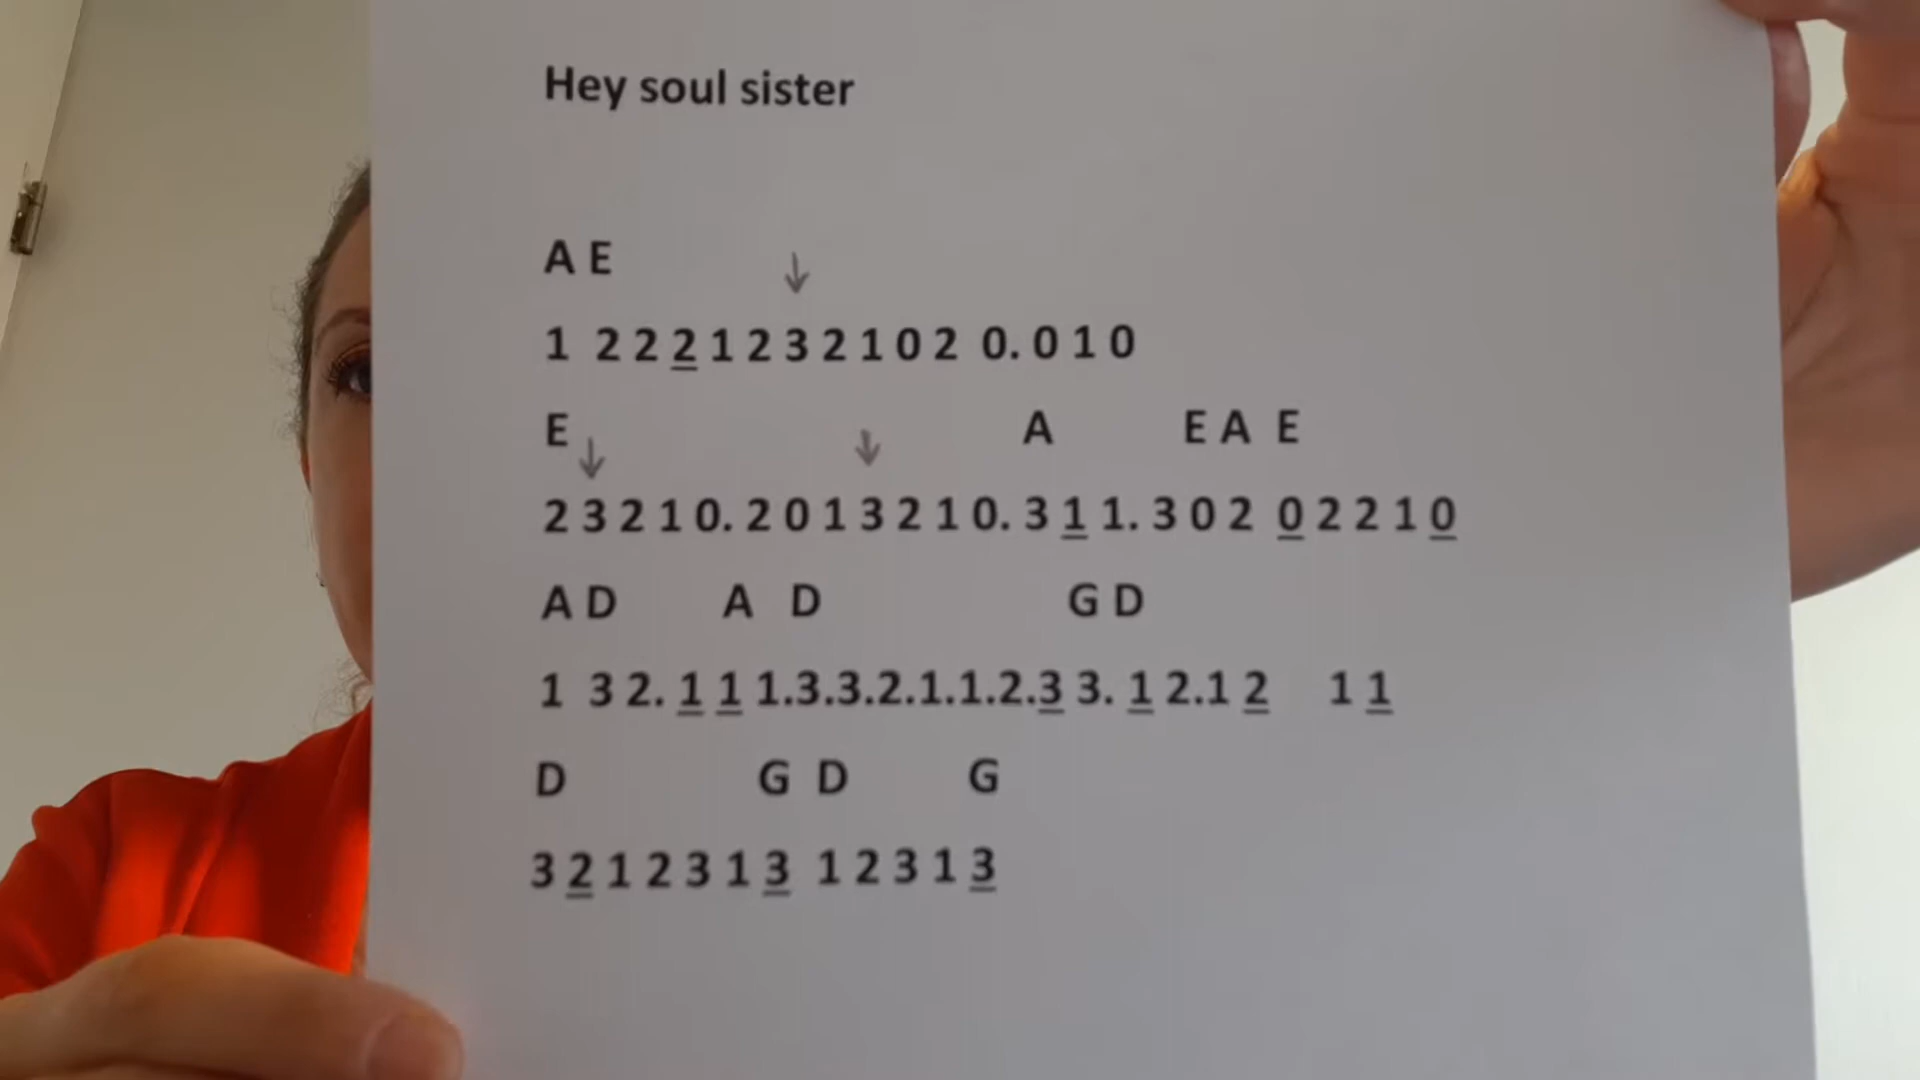 Hey soul sister
A E ↓
1 2 2 2 1 2 3 2 1 0 2 0. 0 1 0
E ↓ ↓ A E A E
2 3 2 1 0. 2 0 1 3 2 1 0. 3 1 1. 3 0 2 0 2 2 1 0
A D A D G D
1 3 2. 1 1 1.3.3.2.1.1.2.3 3. 1 2.1 2 1 1
D G D G
3 2 1 2 3 1 3 1 2 3 1 3